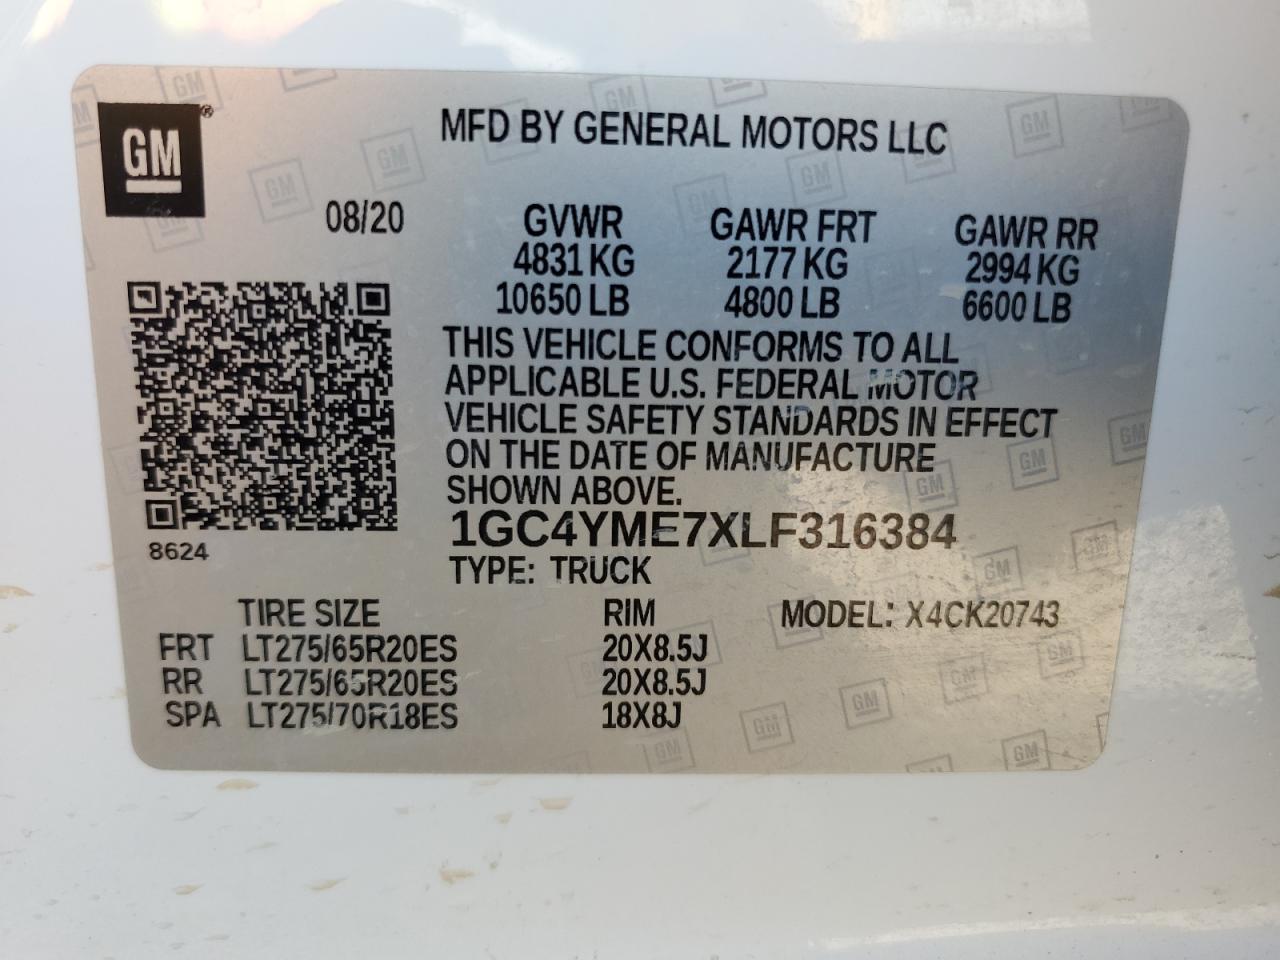 GM®
MFD BY GENERAL MOTORS LLC
08/20
GVWR GAWR FRT GAWR RR
4831 KG 2177 KG 2994 KG
10650 LB 4800 LB 6600 LB
THIS VEHICLE CONFORMS TO ALL
APPLICABLE U.S. FEDERAL MOTOR
VEHICLE SAFETY STANDARDS IN EFFECT
ON THE DATE OF MANUFACTURE
SHOWN ABOVE.
8624
1GC4YME7XLF316384
TYPE: TRUCK
TIRE SIZE RIM MODEL: X4CK20743
FRT LT275/65R20ES 20X8.5J
RR LT275/65R20ES 20X8.5J
SPA LT275/70R18ES 18X8J